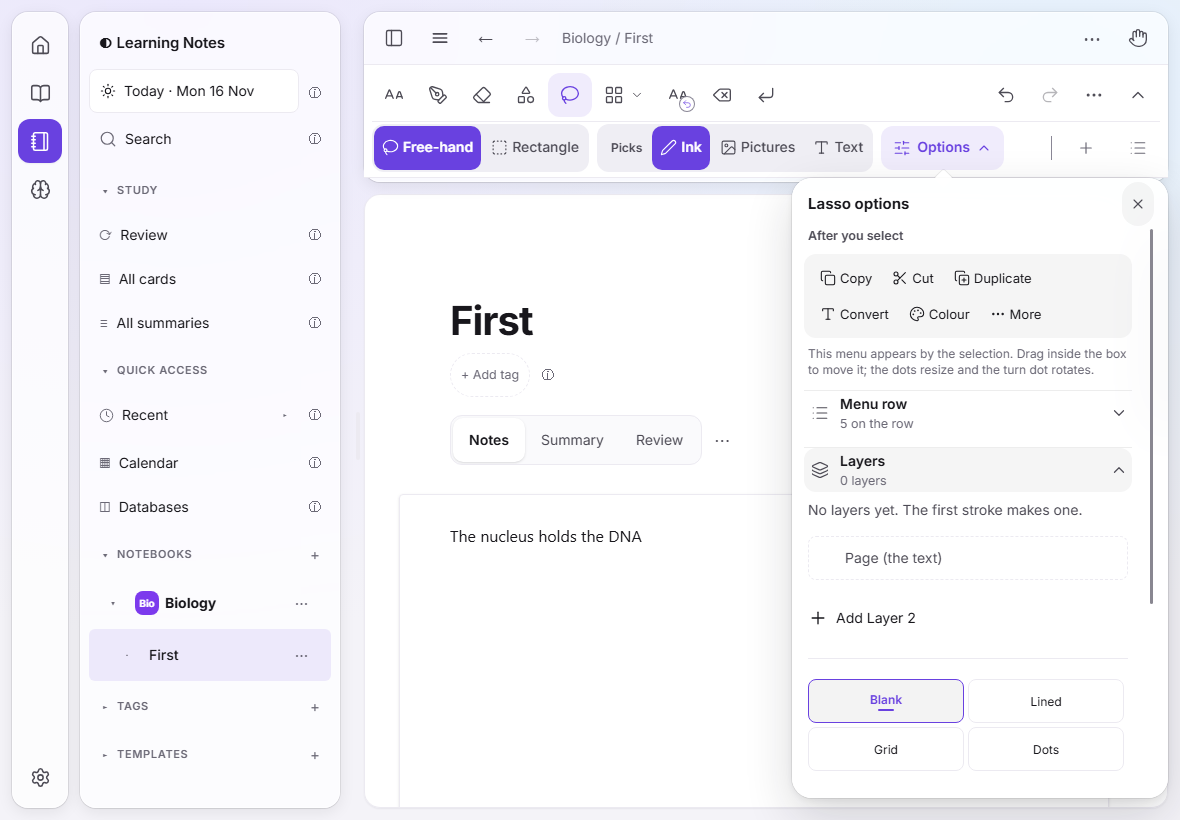 Learning Notes
Today · Mon 16 Nov
Search
STUDY
Review
All cards
All summaries
QUICK ACCESS
Recent
Calendar
Databases
NOTEBOOKS
Bio Biology
First
TAGS
TEMPLATES
Biology / First
AA
AA
Free-hand Rectangle Picks Ink Pictures Text Options
First
+ Add tag
Notes Summary Review
The nucleus holds the DNA
Lasso options
After you select
Copy Cut Duplicate
Convert Colour More
This menu appears by the selection. Drag inside the box
to move it; the dots resize and the turn dot rotates.
Menu row
5 on the row
Layers
0 layers
No layers yet. The first stroke makes one.
Page (the text)
Add Layer 2
Blank Lined
Grid Dots